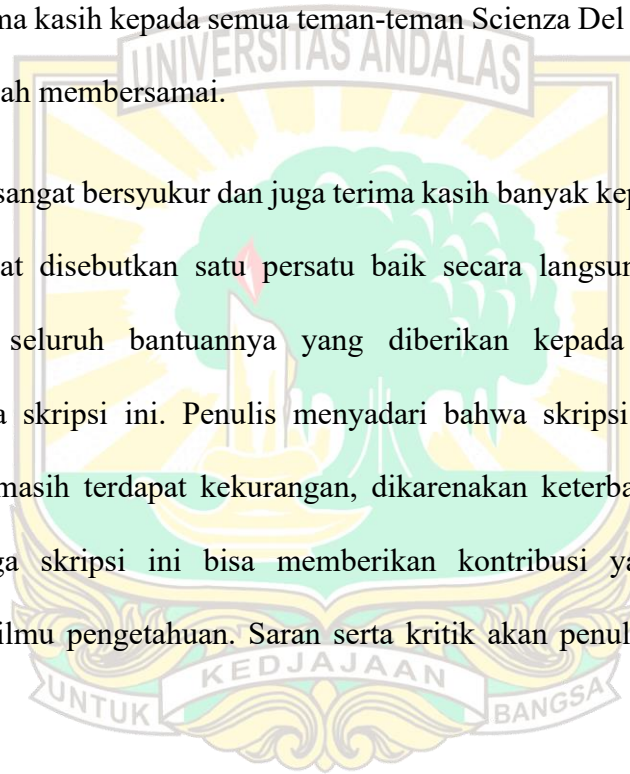 ma kasih kepada semua teman-teman Scienza Del
UNIVERSITAS ANDALAS
ah membersamai.
sangat bersyukur dan juga terima kasih banyak kep
at disebutkan satu persatu baik secara langsun
seluruh bantuannya yang diberikan kepada
a skripsi ini. Penulis menyadari bahwa skripsi
masih terdapat kekurangan, dikarenakan keterba
ga skripsi ini bisa memberikan kontribusi ya
ilmu pengetahuan. Saran serta kritik akan penul
KEDJAJAAN
UNTUK BANGSA